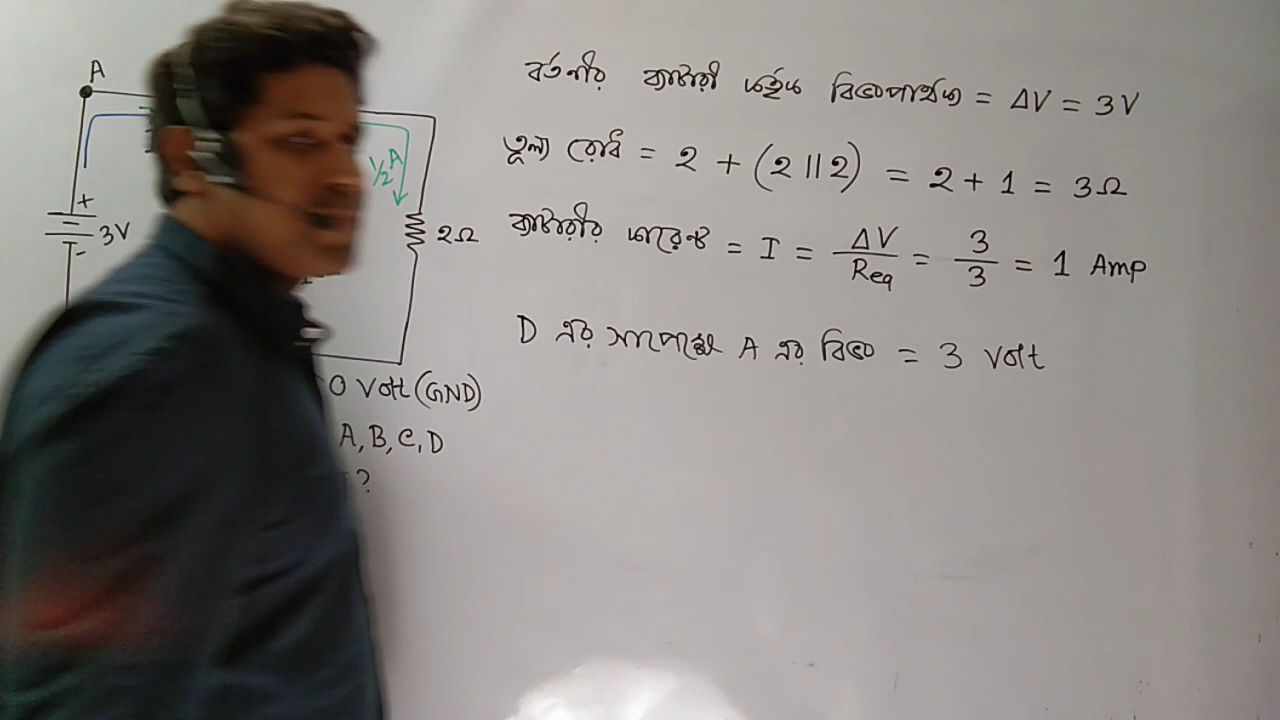 A
বর্তনীর ব্যাটারী কর্তৃক বিভবপার্থক্য = ΔV = 3V
তুল্য রোধ = 2 + (2 || 2) = 2 + 1 = 3Ω
1/2 A
+
3V
-
2Ω
ব্যাটারীর কারেন্ট = I = ΔV/Req = 3/3 = 1 Amp
D এর সাপেক্ষে A এর বিভব = 3 Volt
0 Volt (GND)
A, B, C, D
?